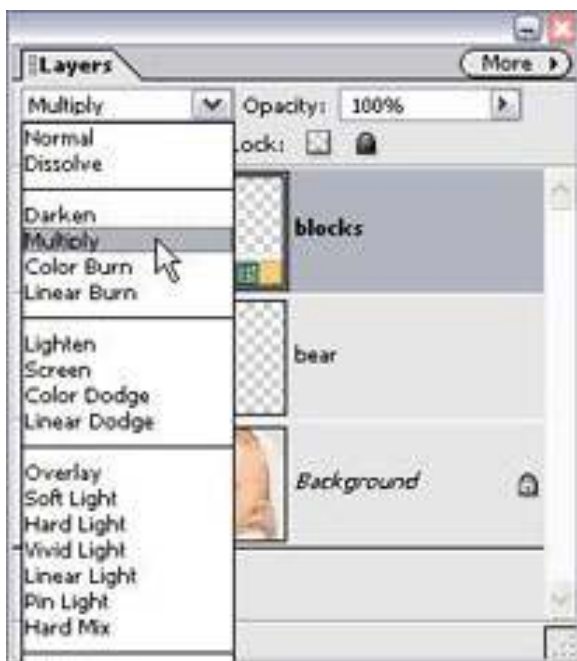 Layers
More
Multiply
Opacity: 100%
Normal
Dissolve
ock:
Darken
Multiply
Color Burn
Linear Burn
blocks
Lighten
Screen
Color Dodge
Linear Dodge
bear
Overlay
Soft Light
Hard Light
Vivid Light
Linear Light
Pin Light
Hard Mix
Background